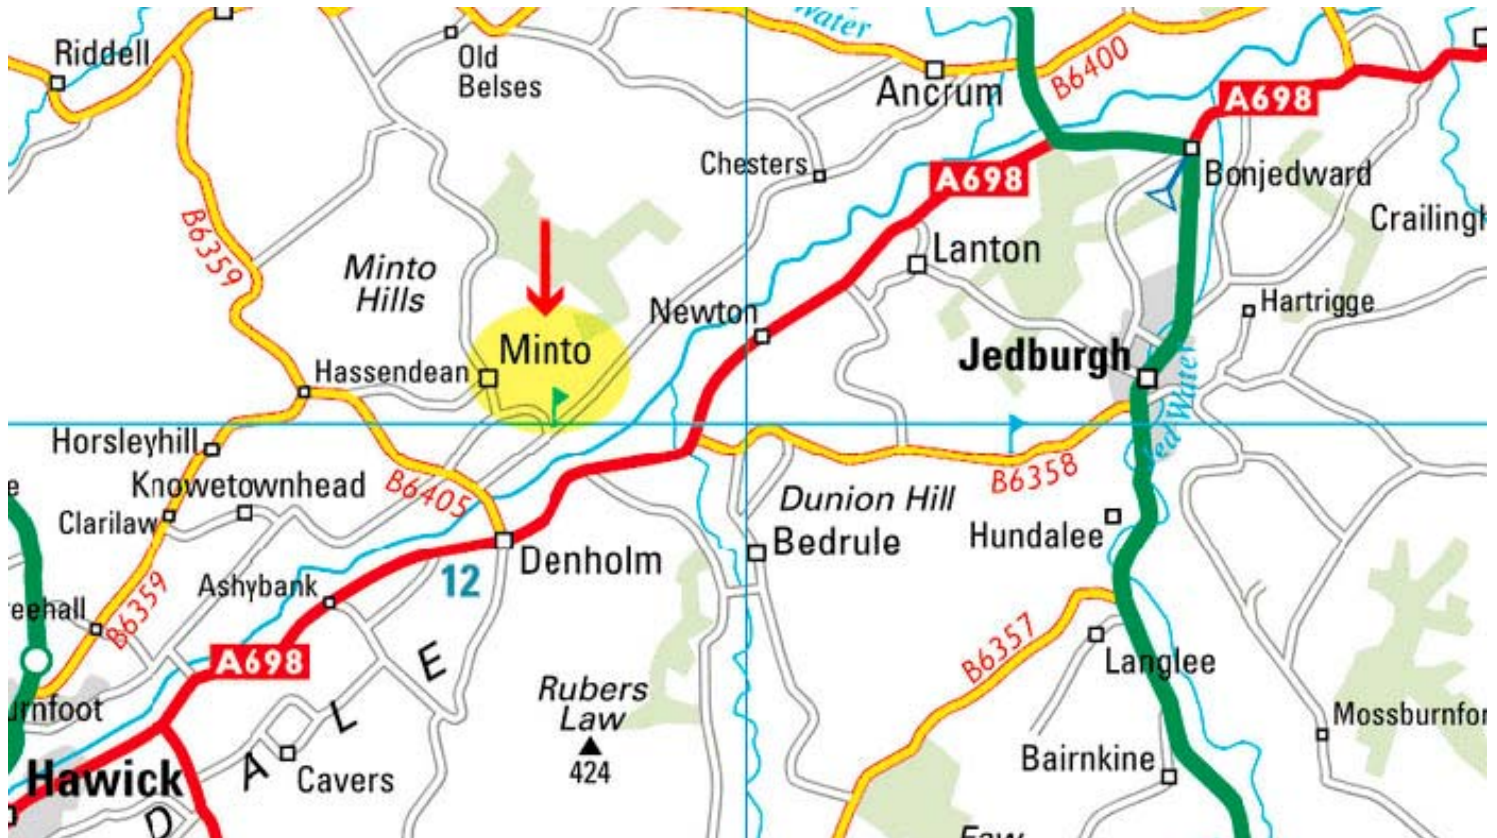 Riddell
Old
Belses
Water
Ancrum
B6400
A698
Chesters
A698
Bonjedward
B6359
Minto
Hills
Lanton
Newton
Hartrigge
Minto
Hassendean
Jedburgh
Jed Water
Horsleyhill
Knowetownhead
B6405
B6358
Clarilaw
Dunion Hill
Hundalee
Bedrule
Denholm
12
Ashybank
B6359
A698
B6357
Langlee
D A L E
Rubers
Law
424
Mossburnfor
Bairnkine
Cavers
Hawick